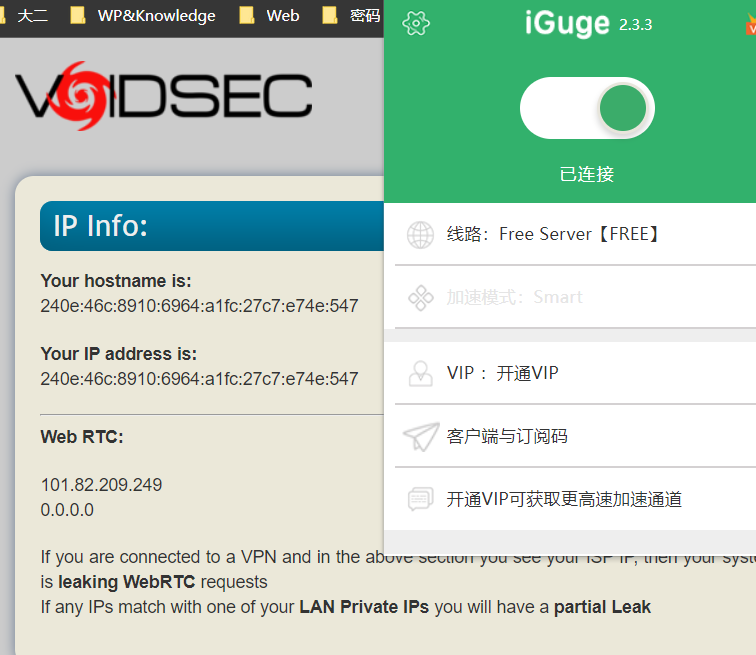 大二 WP&Knowledge Web 密码
VOIDSEC
IP Info:
Your hostname is:
240e:46c:8910:6964:a1fc:27c7:e74e:547
Your IP address is:
240e:46c:8910:6964:a1fc:27c7:e74e:547
Web RTC:
101.82.209.249
0.0.0.0
If you are connected to a VPN and in the above section you see your ISP IP, then your syste
is leaking WebRTC requests
If any IPs match with one of your LAN Private IPs you will have a partial Leak
iGuge 2.3.3
已连接
线路：Free Server【FREE】
加速模式：Smart
VIP ：开通VIP
客户端与订阅码
开通VIP可获取更高速加速通道